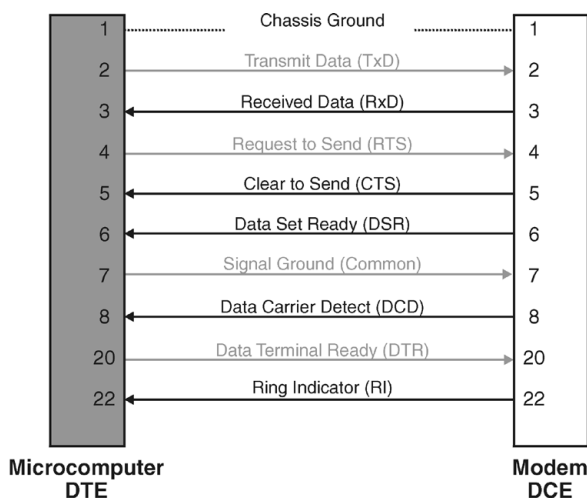 1 Chassis Ground 1
2 Transmit Data (TxD) 2
3 Received Data (RxD) 3
4 Request to Send (RTS) 4
5 Clear to Send (CTS) 5
6 Data Set Ready (DSR) 6
7 Signal Ground (Common) 7
8 Data Carrier Detect (DCD) 8
20 Data Terminal Ready (DTR) 20
22 Ring Indicator (RI) 22
Microcomputer Modem
DTE DCE